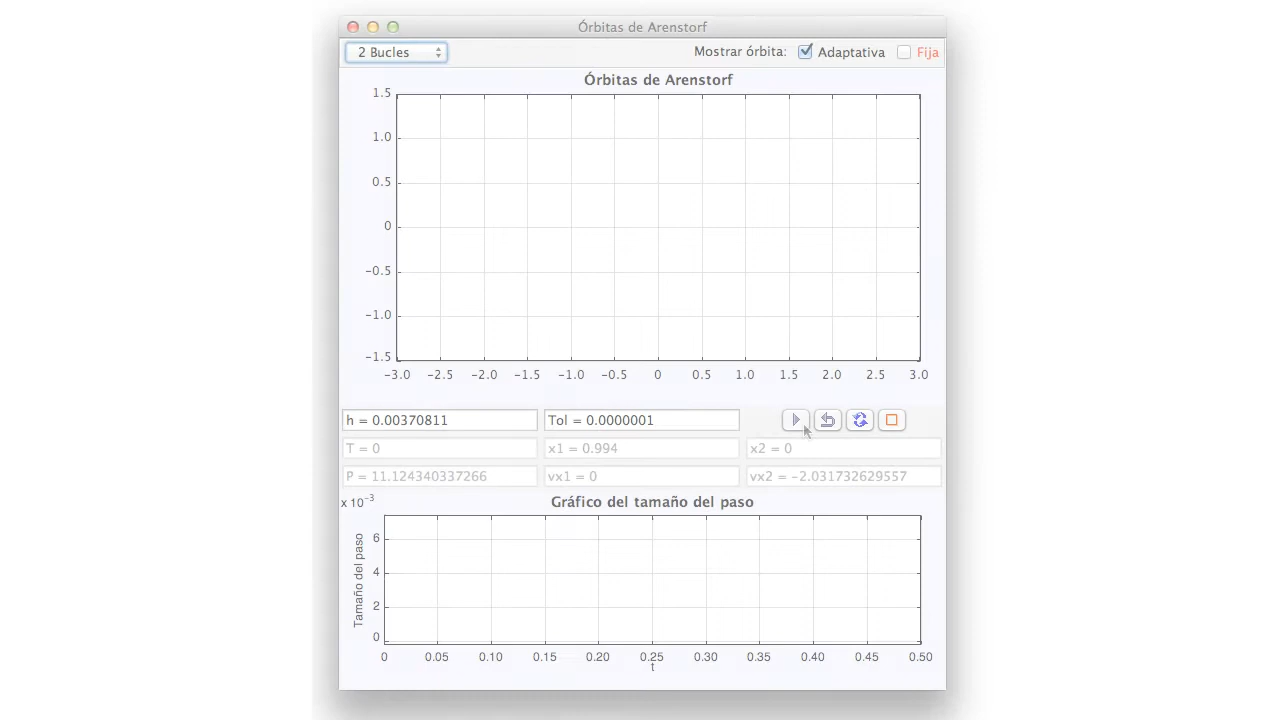 Órbitas de Arenstorf
2 Bucles Mostrar órbita: Adaptativa Fija
Órbitas de Arenstorf
1.5
1.0
0.5
0
−0.5
−1.0
−1.5
−3.0 −2.5 −2.0 −1.5 −1.0 −0.5 0 0.5 1.0 1.5 2.0 2.5 3.0
h = 0.00370811 Tol = 0.0000001
T = 0 x1 = 0.994 x2 = 0
P = 11.124340337266 vx1 = 0 vx2 = −2.031732629557
x 10⁻³ Gráfico del tamaño del paso
Tamaño del paso
6
4
2
0
0 0.05 0.10 0.15 0.20 0.25 0.30 0.35 0.40 0.45 0.50
t